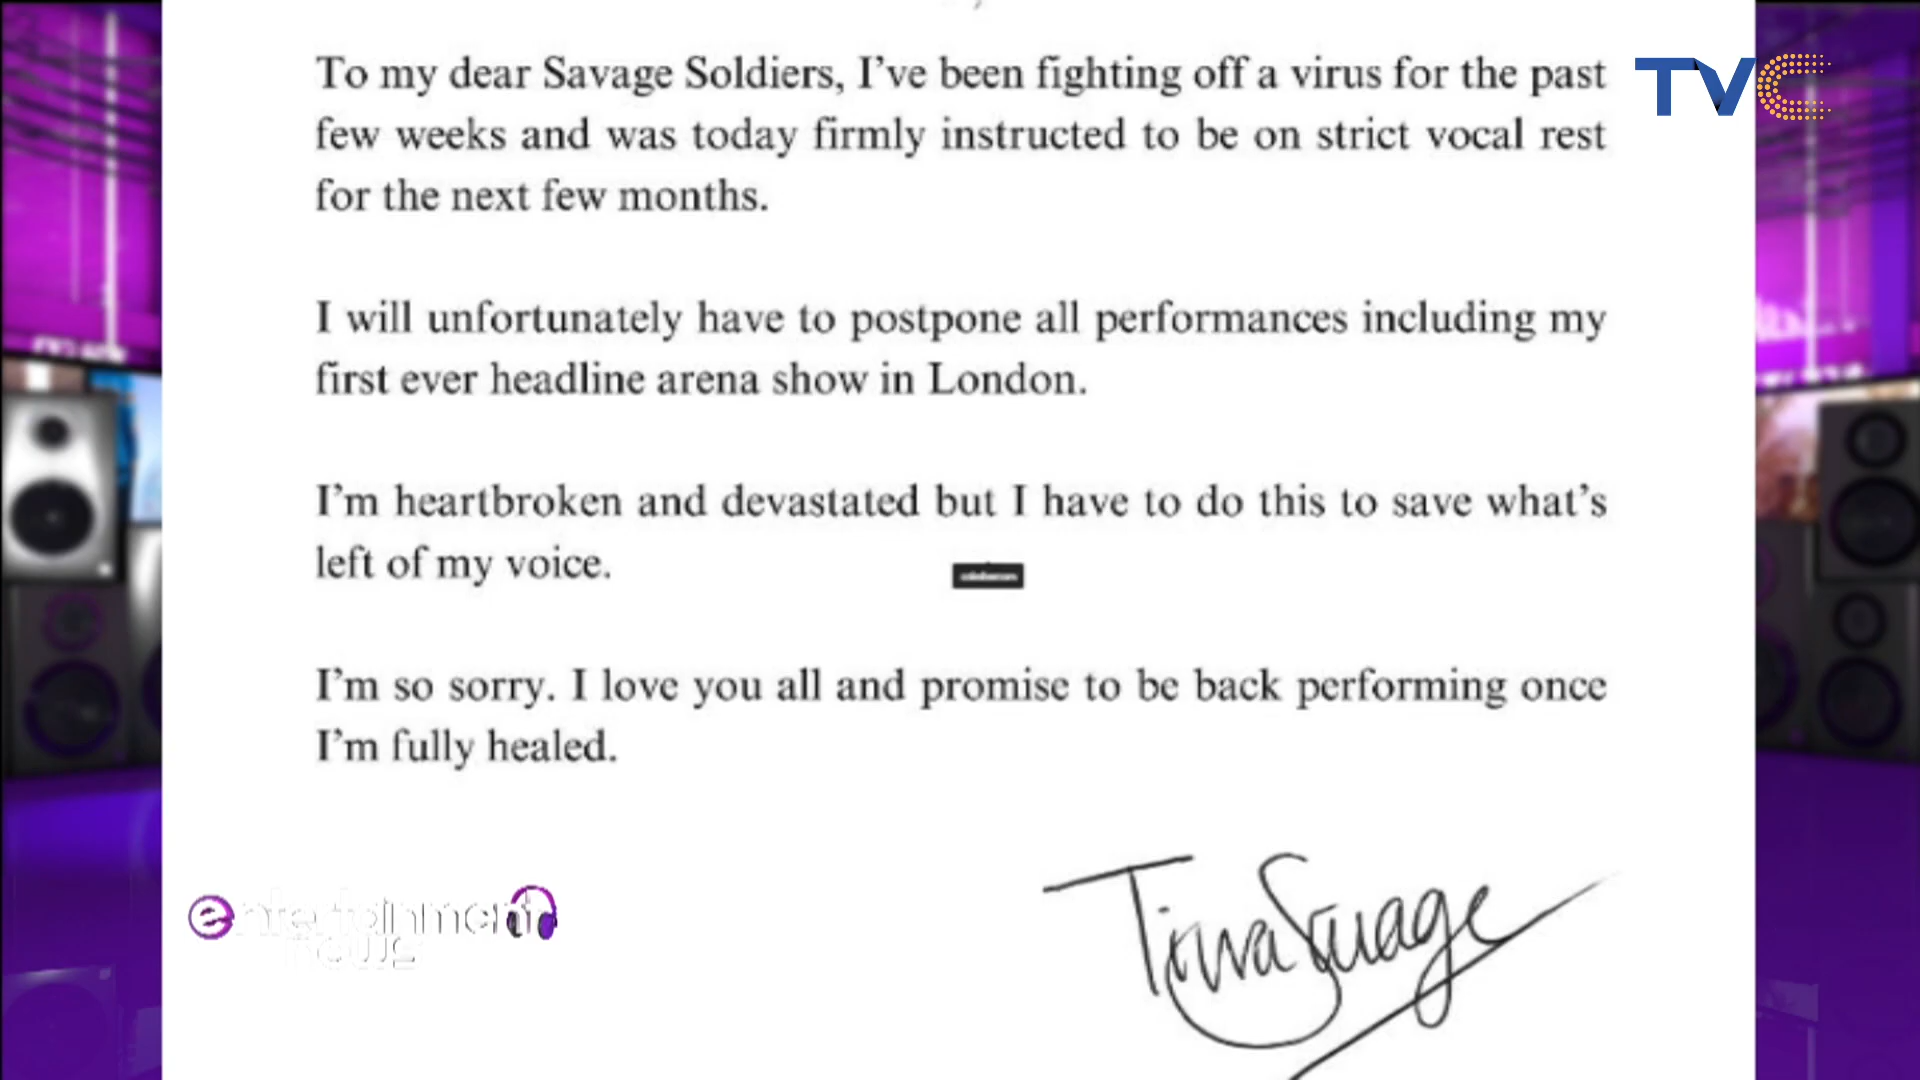 To my dear Savage Soldiers, I’ve been fighting off a virus for the past
few weeks and was today firmly instructed to be on strict vocal rest
for the next few months.
I will unfortunately have to postpone all performances including my
first ever headline arena show in London.
I’m heartbroken and devastated but I have to do this to save what’s
left of my voice.
I’m so sorry. I love you all and promise to be back performing once
I’m fully healed.
Tiwa Savage
TVC
entertainment
news